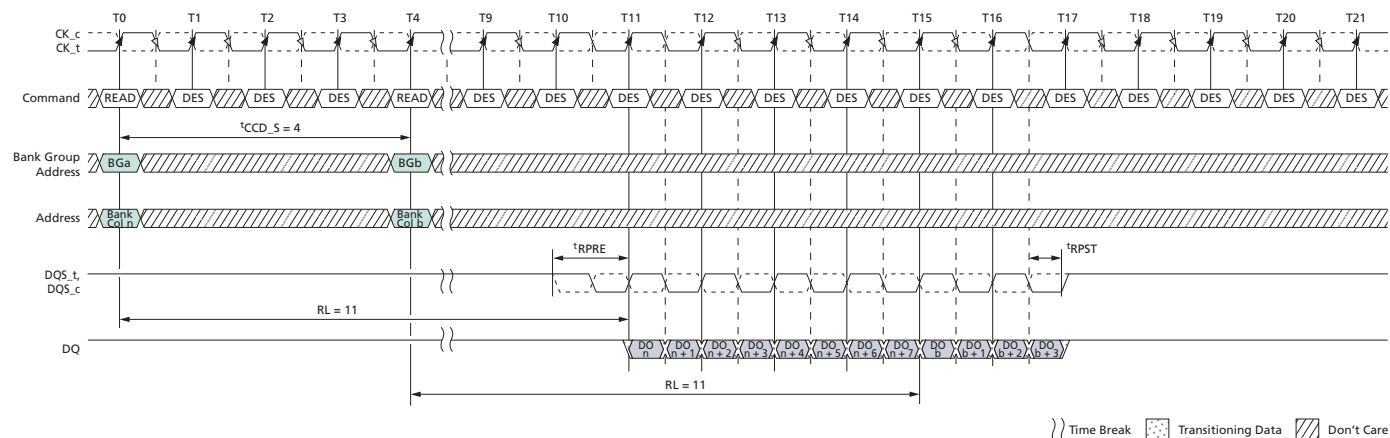 T0 T1 T2 T3 T4 T9 T10 T11 T12 T13 T14 T15 T16 T17 T18 T19 T20 T21
CK_c
CK_t
Command READ DES DES DES READ DES DES DES DES DES DES DES DES DES DES DES DES DES
tCCD_S = 4
Bank Group
Address
BGa BGb
Address
Bank
Col n
Bank
Col b
tRPRE tRPST
DQS_t,
DQS_c
RL = 11
DQ
DO
n
DO
n + 1
DO
n + 2
DO
n + 3
DO
n + 4
DO
n + 5
DO
n + 6
DO
n + 7
DO
b
DO
b + 1
DO
b + 2
DO
b + 3
RL = 11
Time Break Transitioning Data Don't Care